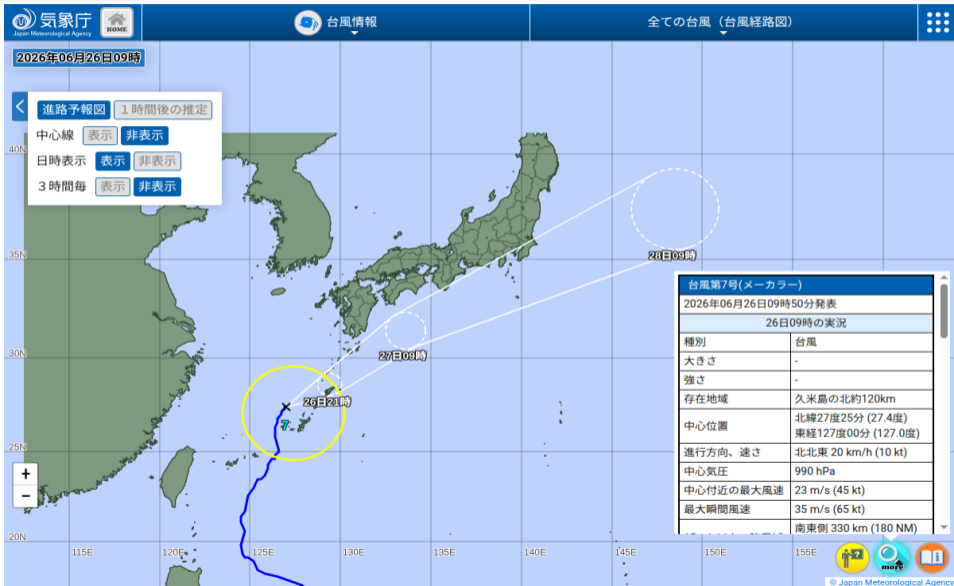 気象庁
Japan Meteorological Agency
HOME
台風情報
全ての台風（台風経路図）
2026年06月26日09時
進路予報図 １時間後の推定
中心線 表示 非表示
日時表示 表示 非表示
３時間毎 表示 非表示
40N
35N
30N
25N
20N
115E
120E
125E
130E
135E
140E
145E
150E
155E
28日09時
27日09時
26日21時
7
+
−
台風第7号(メーカラー)
2026年06月26日09時50分発表
26日09時の実況
種別 台風
大きさ -
強さ -
存在地域 久米島の北約120km
中心位置 北緯27度25分 (27.4度)
東経127度00分 (127.0度)
進行方向、速さ 北北東 20 km/h (10 kt)
中心気圧 990 hPa
中心付近の最大風速 23 m/s (45 kt)
最大瞬間風速 35 m/s (65 kt)
南東側 330 km (180 NM)
more
© Japan Meteorological Agency